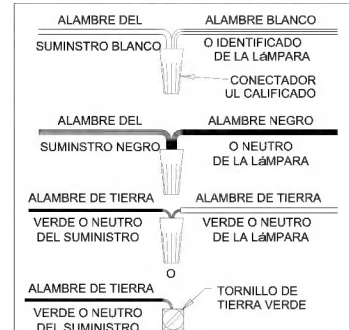 ALAMBRE DEL ALAMBRE BLANCO
SUMINSTRO BLANCO O IDENTIFICADO
DE LA LáMPARA
CONECTADOR
UL CALIFICADO
ALAMBRE DEL ALAMBRE NEGRO
SUMINSTRO NEGRO O NEUTRO
DE LA LáMPARA
ALAMBRE DE TIERRA ALAMBRE DE TIERRA
VERDE O NEUTRO VERDE O NEUTRO
DEL SUMINISTRO DE LA LáMPARA
O
ALAMBRE DE TIERRA TORNILLO DE
TIERRA VERDE
VERDE O NEUTRO
DEL SUMINISTRO